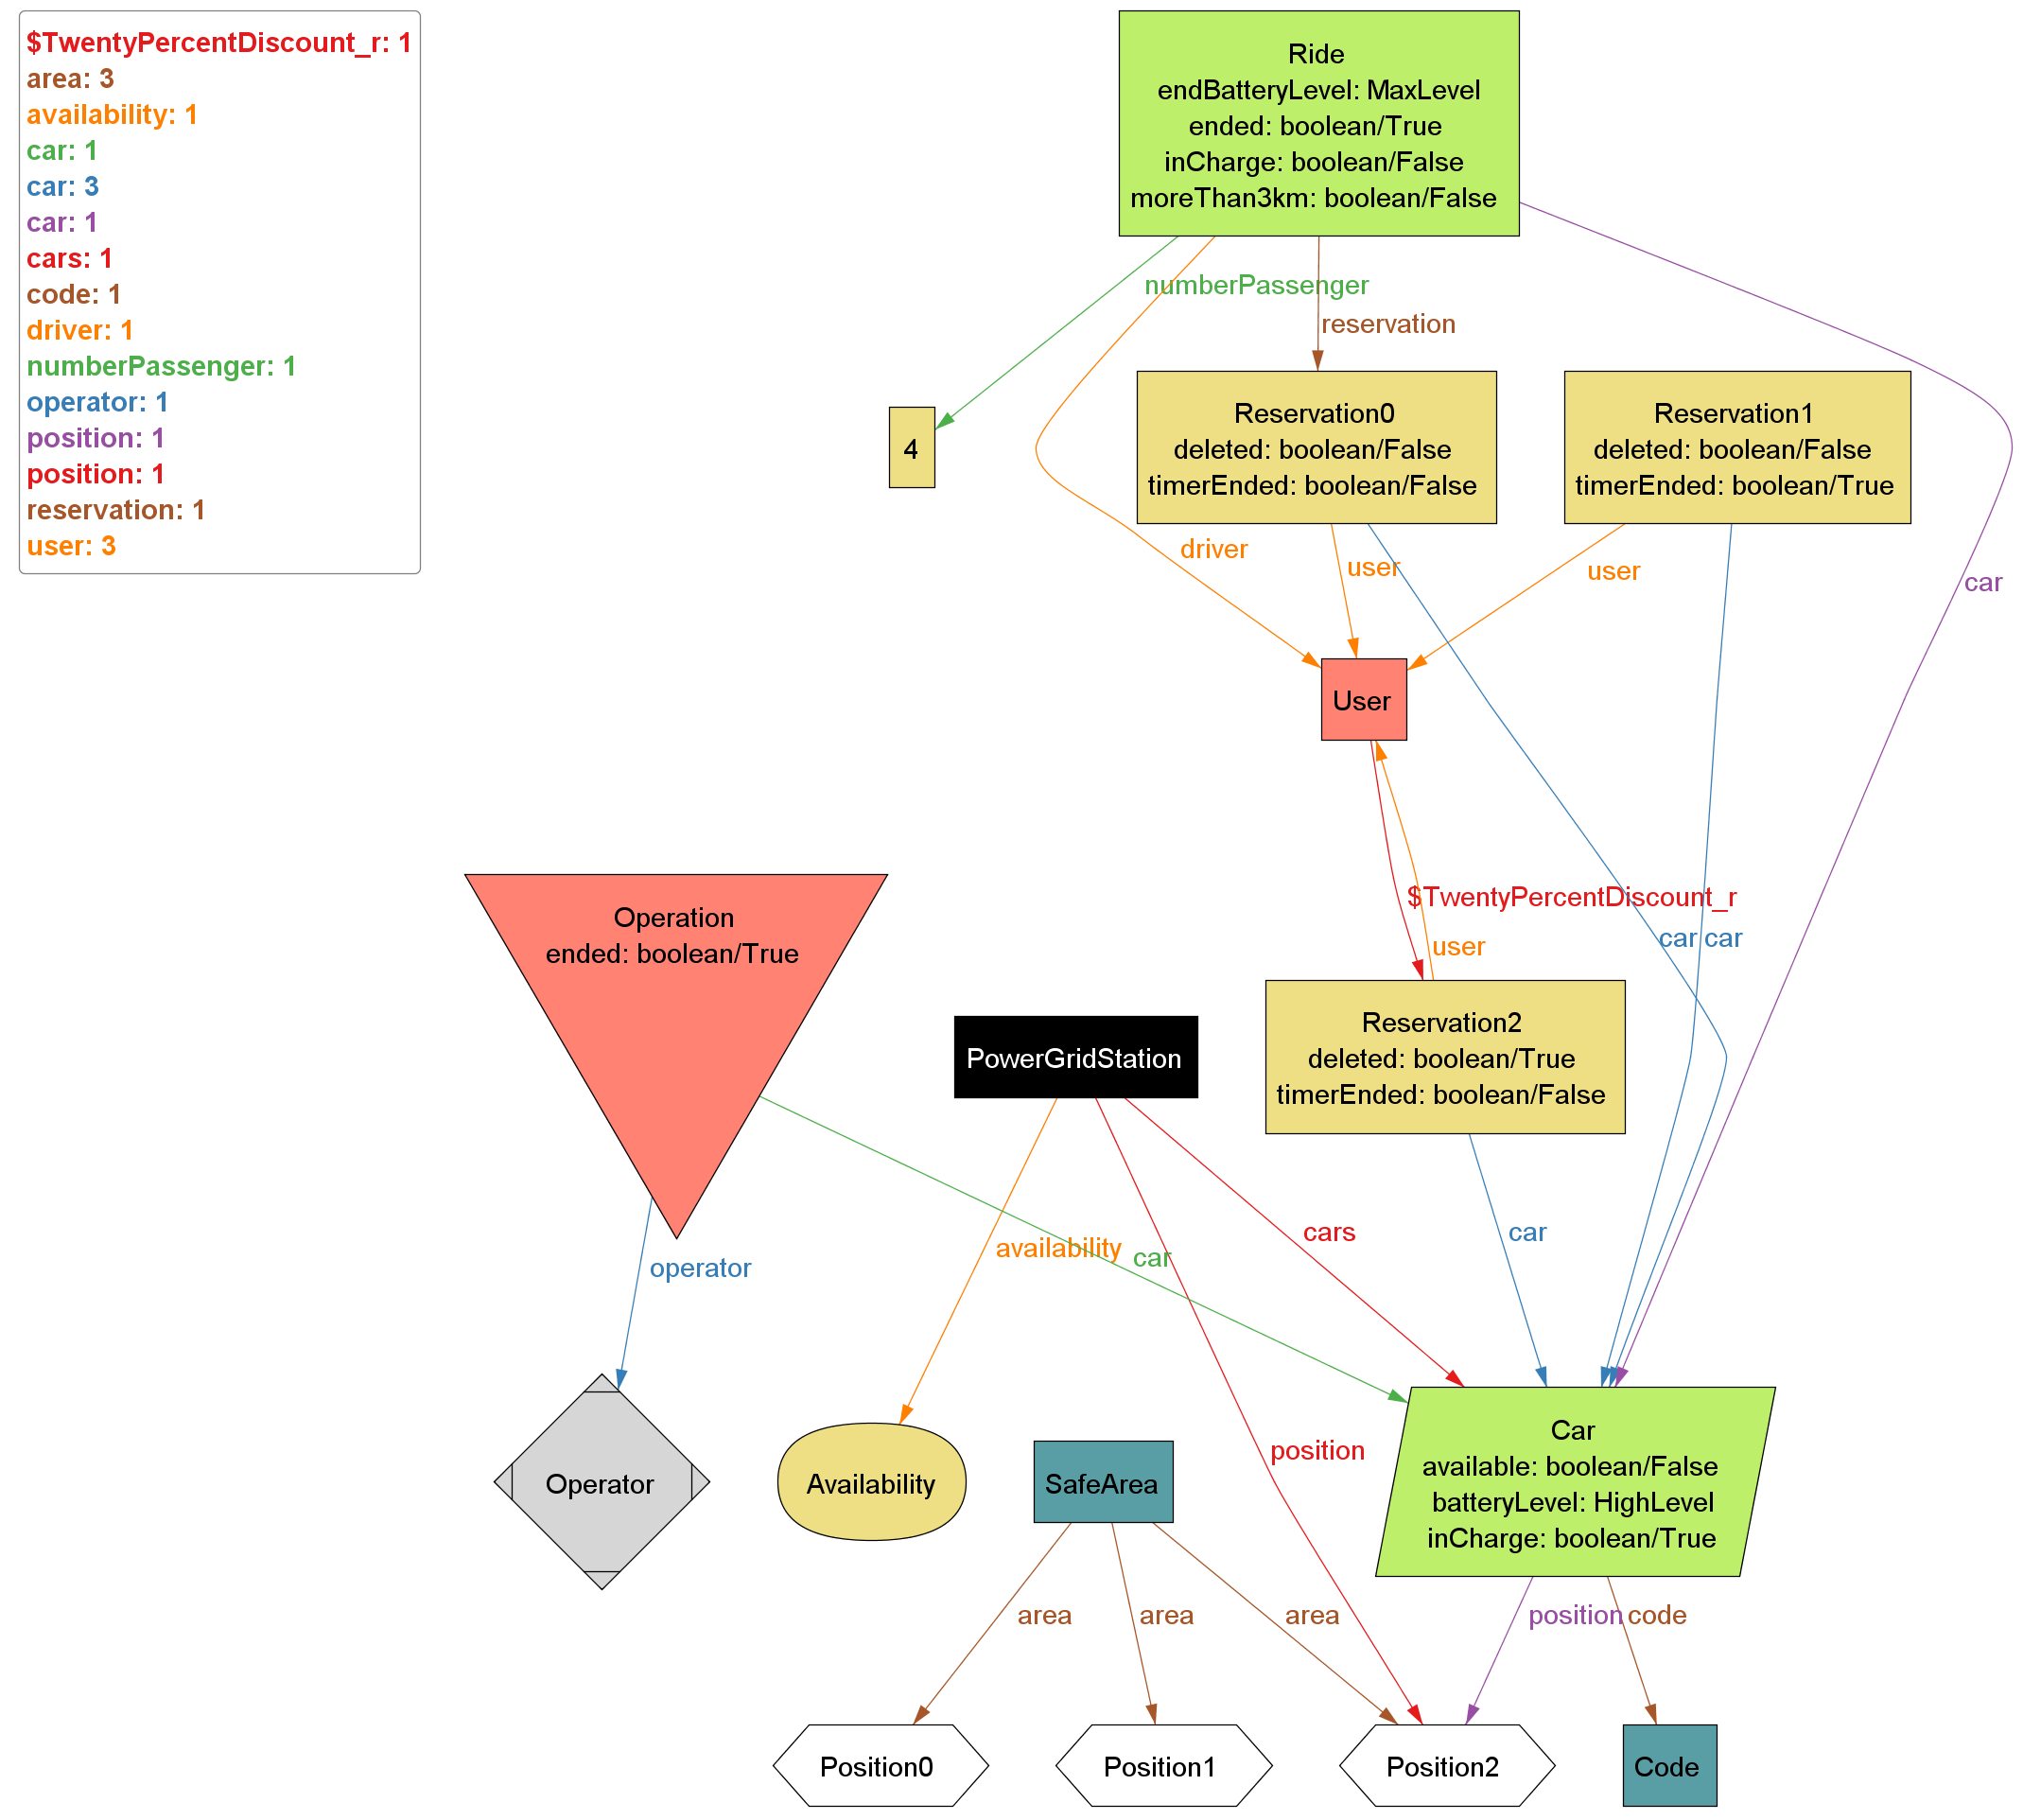 $TwentyPercentDiscount_r: 1
area: 3
availability: 1
car: 1
car: 3
car: 1
cars: 1
code: 1
driver: 1
numberPassenger: 1
operator: 1
position: 1
position: 1
reservation: 1
user: 3
Ride
endBatteryLevel: MaxLevel
ended: boolean/True
inCharge: boolean/False
moreThan3km: boolean/False
numberPassenger
reservation
4
Reservation0
deleted: boolean/False
timerEnded: boolean/False
Reservation1
deleted: boolean/False
timerEnded: boolean/True
driver
user
user
car
User
$TwentyPercentDiscount_r
car
car
user
Operation
ended: boolean/True
PowerGridStation
Reservation2
deleted: boolean/True
timerEnded: boolean/False
operator
availability
car
cars
car
position
Operator
Availability
SafeArea
Car
available: boolean/False
batteryLevel: HighLevel
inCharge: boolean/True
area
area
area
position
code
Position0
Position1
Position2
Code